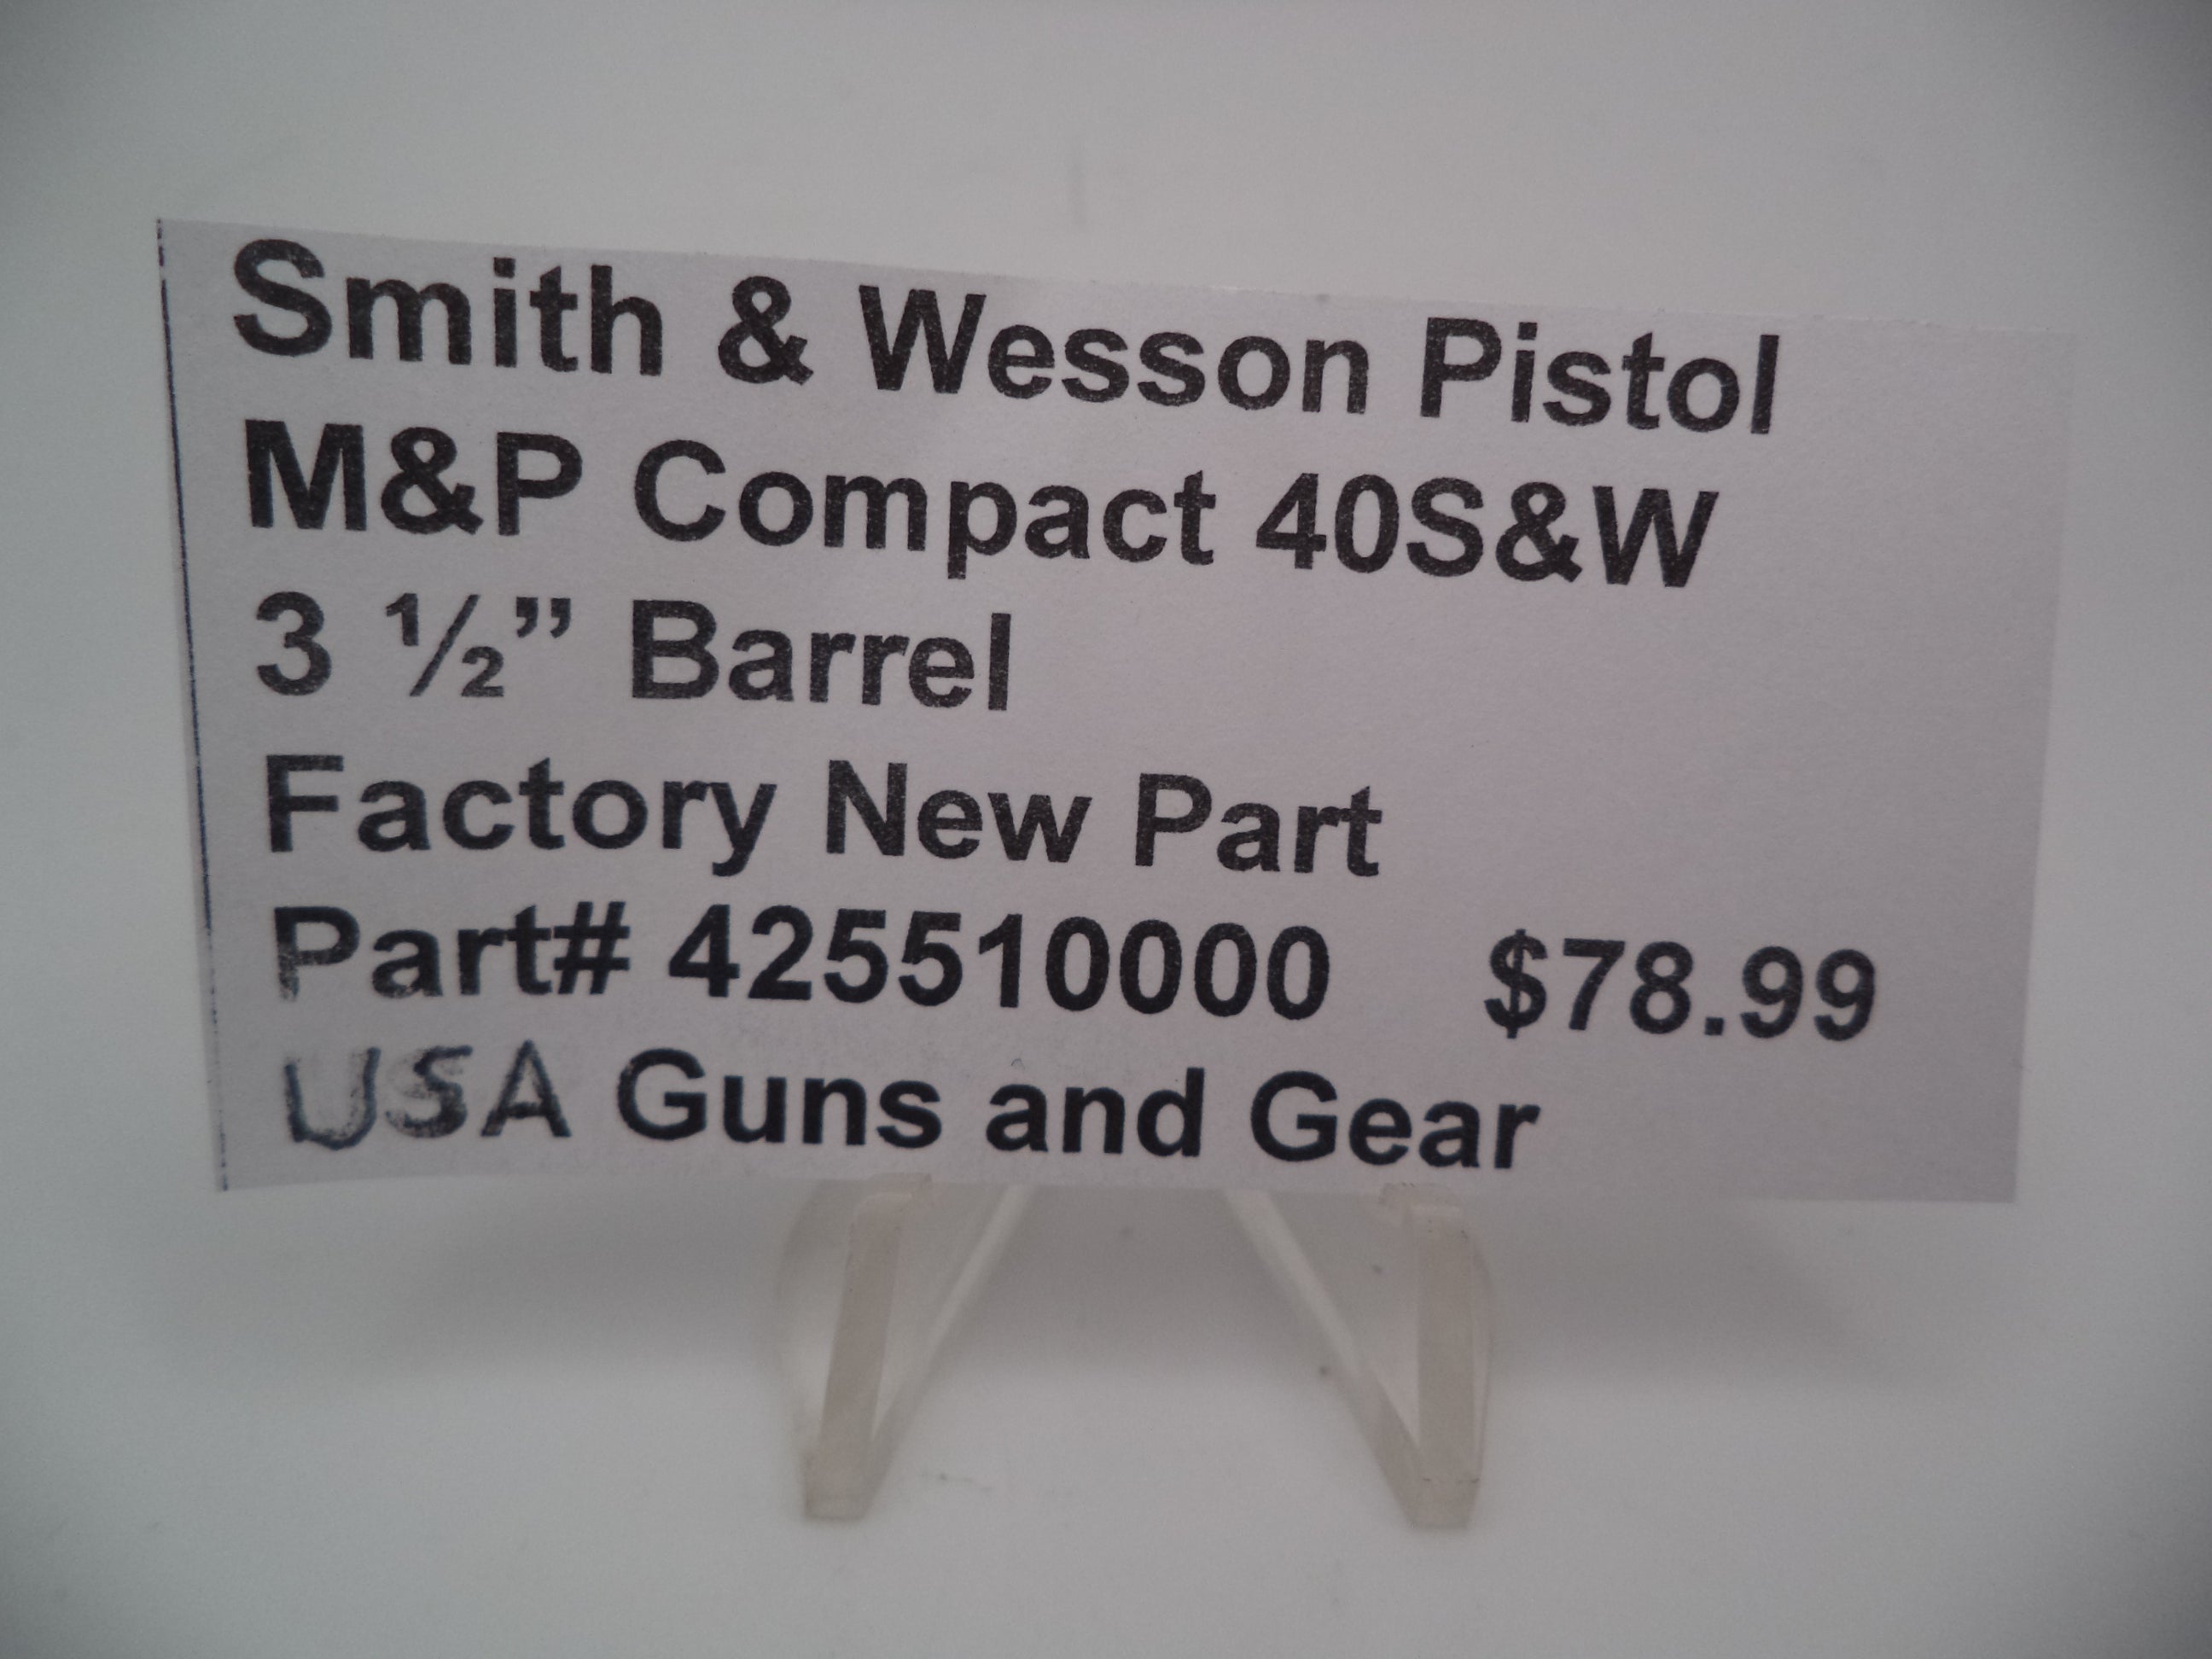 Smith & Wesson Pistol
M&P Compact 40S&W
3 ½” Barrel
Factory New Part
Part# 425510000 $78.99
USA Guns and Gear